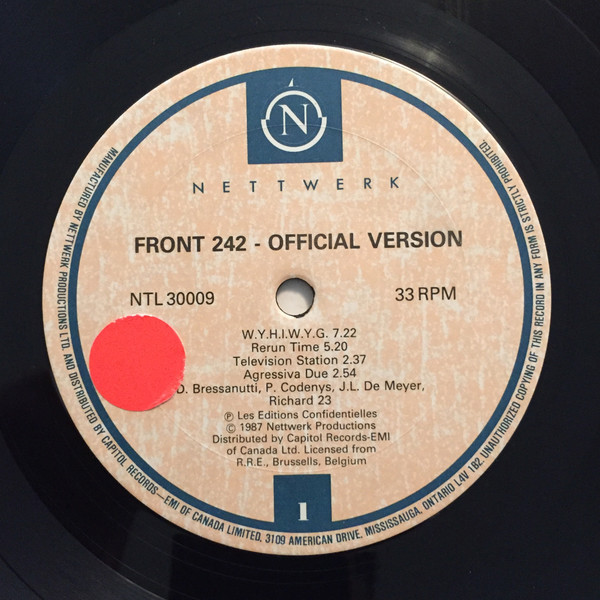 N
NETTWERK
FRONT 242 - OFFICIAL VERSION
NTL 30009 33 RPM
W.Y.H.I.W.Y.G. 7.22
Rerun Time 5.20
Television Station 2.37
Agressiva Due 2.54
D. Bressanutti, P. Codenys, J.L. De Meyer,
Richard 23
Ⓟ Les Editions Confidentielles
© 1987 Nettwerk Productions
Distributed by Capitol Records-EMI
of Canada Ltd. Licensed from
R.R.E., Brussells, Belgium
1
MANUFACTURED BY NETTWERK PRODUCTIONS LTD. AND DISTRIBUTED BY CAPITOL RECORDS—EMI OF CANADA LIMITED, 3109 AMERICAN DRIVE, MISSISSAUGA, ONTARIO L4V 1B2. UNAUTHORIZED COPYING OF THIS RECORD IN ANY FORM IS STRICTLY PROHIBITED.